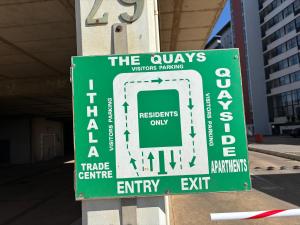 29
THE QUAYS
VISITORS PARKING
ITHALA
TRADE
CENTRE
VISITORS PARKING
RESIDENTS
ONLY
VISITORS PARKING
QUAYSIDE
APARTMENTS
ENTRY EXIT